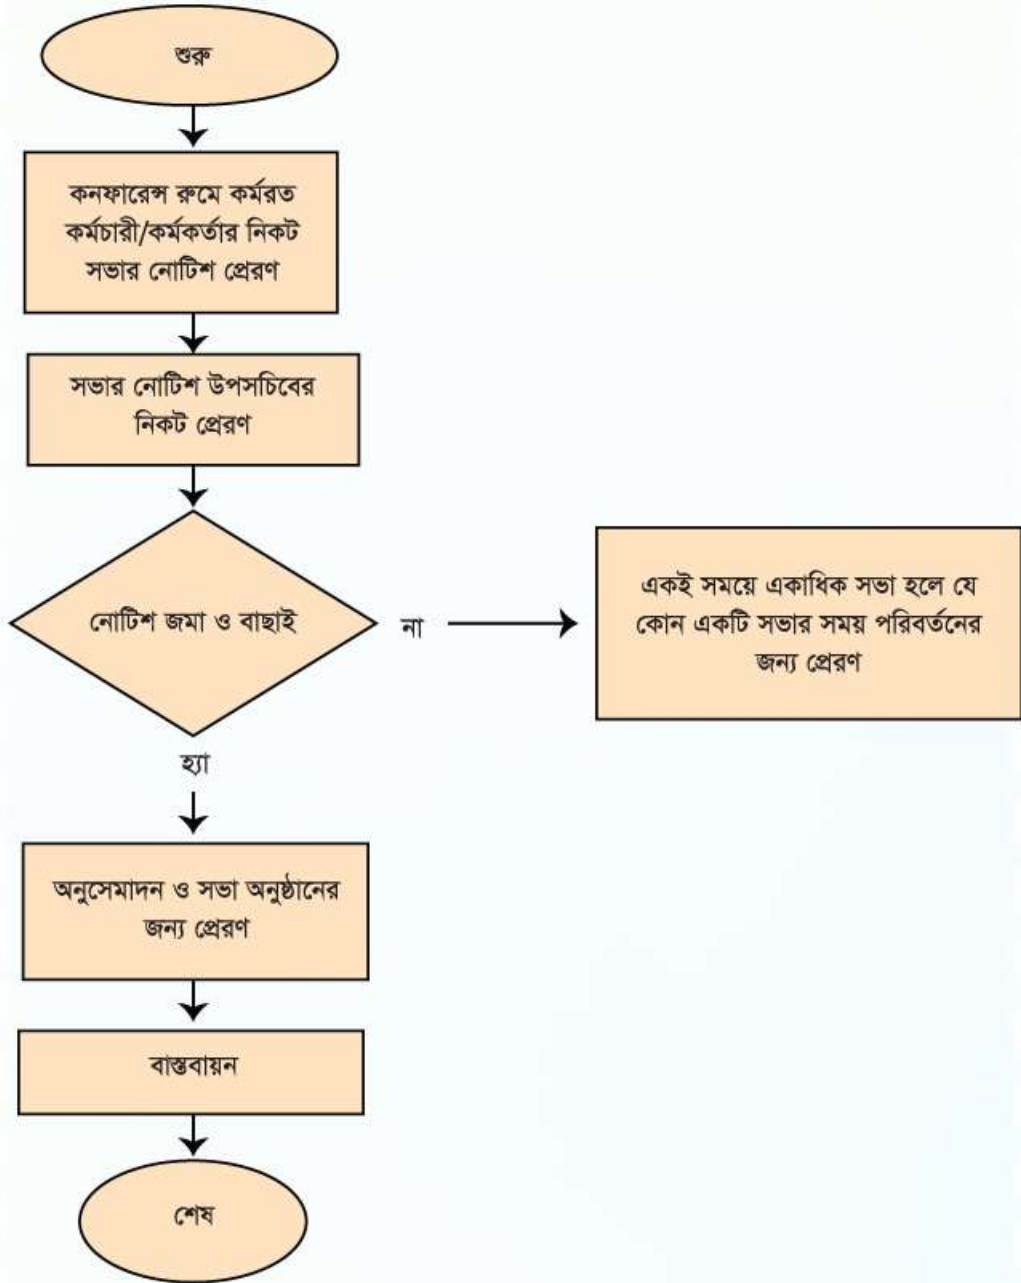 শুরু
কনফারেন্স রুমে কর্মরত
কর্মচারী/কর্মকর্তার নিকট
সভার নোটিশ প্রেরণ
সভার নোটিশ উপসচিবের
নিকট প্রেরণ
নোটিশ জমা ও বাছাই
না
একই সময়ে একাধিক সভা হলে যে
কোন একটি সভার সময় পরিবর্তনের
জন্য প্রেরণ
হ্যা
অনুসেমাদন ও সভা অনুষ্ঠানের
জন্য প্রেরণ
বাস্তবায়ন
শেষ